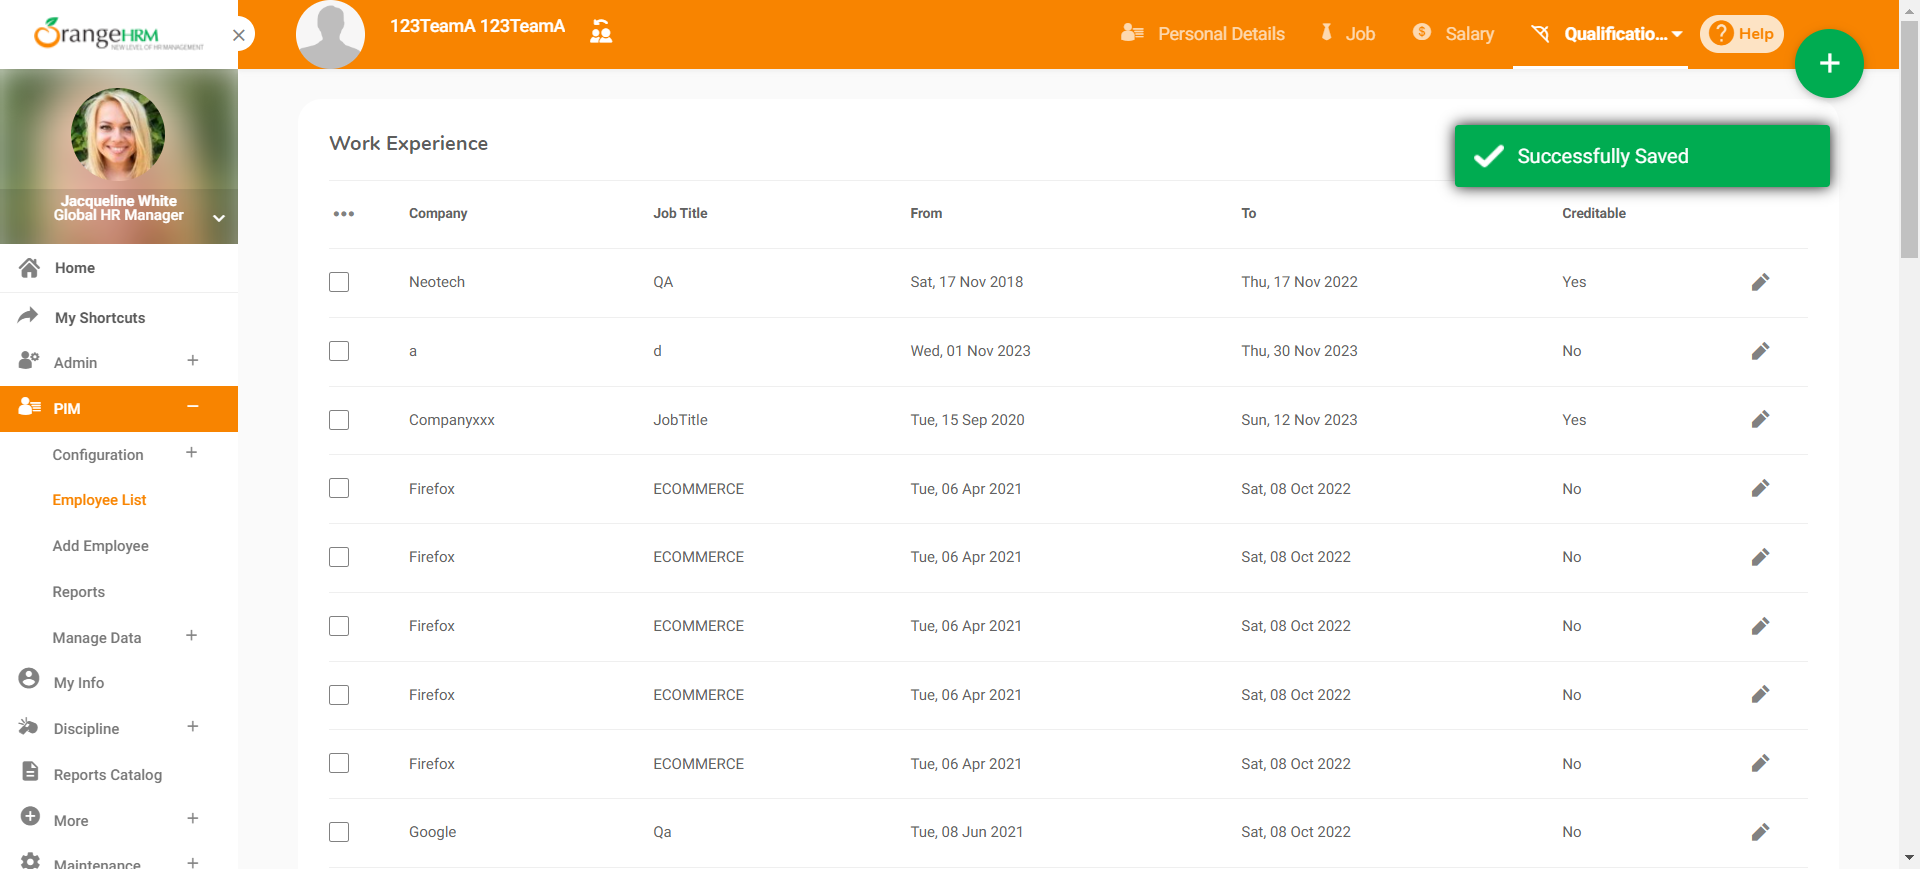 OrangeHRM
NEW LEVEL OF HR MANAGEMENT
123TeamA 123TeamA
Personal Details
Job
Salary
Qualificatio...
Help
Jacqueline White
Global HR Manager
Home
My Shortcuts
Admin
PIM
Configuration
Employee List
Add Employee
Reports
Manage Data
My Info
Discipline
Reports Catalog
More
Maintenance
Work Experience
Successfully Saved
Company Job Title From To Creditable
Neotech QA Sat, 17 Nov 2018 Thu, 17 Nov 2022 Yes
a d Wed, 01 Nov 2023 Thu, 30 Nov 2023 No
Companyxxx JobTitle Tue, 15 Sep 2020 Sun, 12 Nov 2023 Yes
Firefox ECOMMERCE Tue, 06 Apr 2021 Sat, 08 Oct 2022 No
Firefox ECOMMERCE Tue, 06 Apr 2021 Sat, 08 Oct 2022 No
Firefox ECOMMERCE Tue, 06 Apr 2021 Sat, 08 Oct 2022 No
Firefox ECOMMERCE Tue, 06 Apr 2021 Sat, 08 Oct 2022 No
Firefox ECOMMERCE Tue, 06 Apr 2021 Sat, 08 Oct 2022 No
Google Qa Tue, 08 Jun 2021 Sat, 08 Oct 2022 No